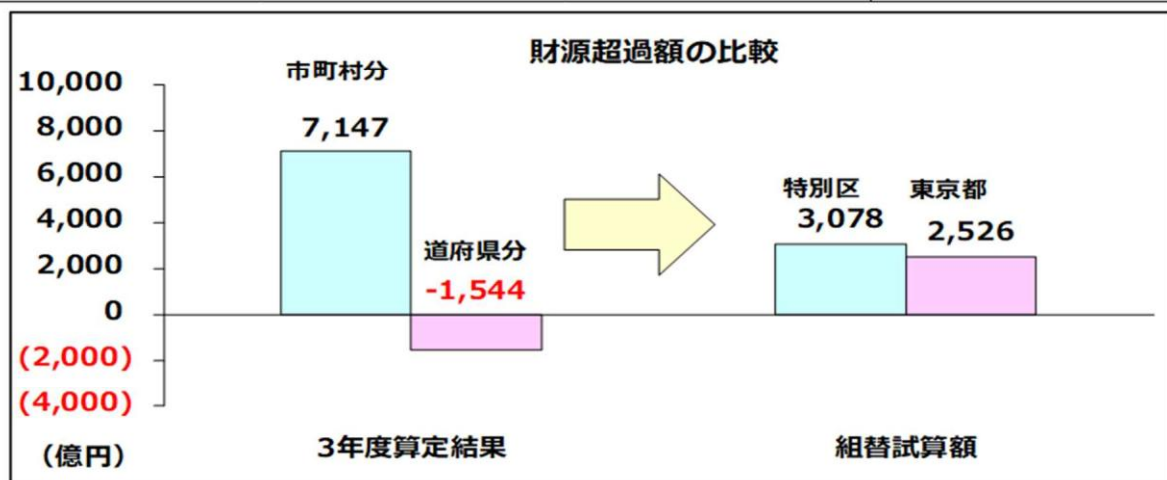 財源超過額の比較
10,000
8,000
6,000
4,000
2,000
0
(2,000)
(4,000)
(億円)
市町村分
7,147
道府県分
-1,544
3年度算定結果
特別区
3,078
東京都
2,526
組替試算額